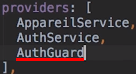 providers: [
AppareilService,
AuthService,
AuthGuard
],